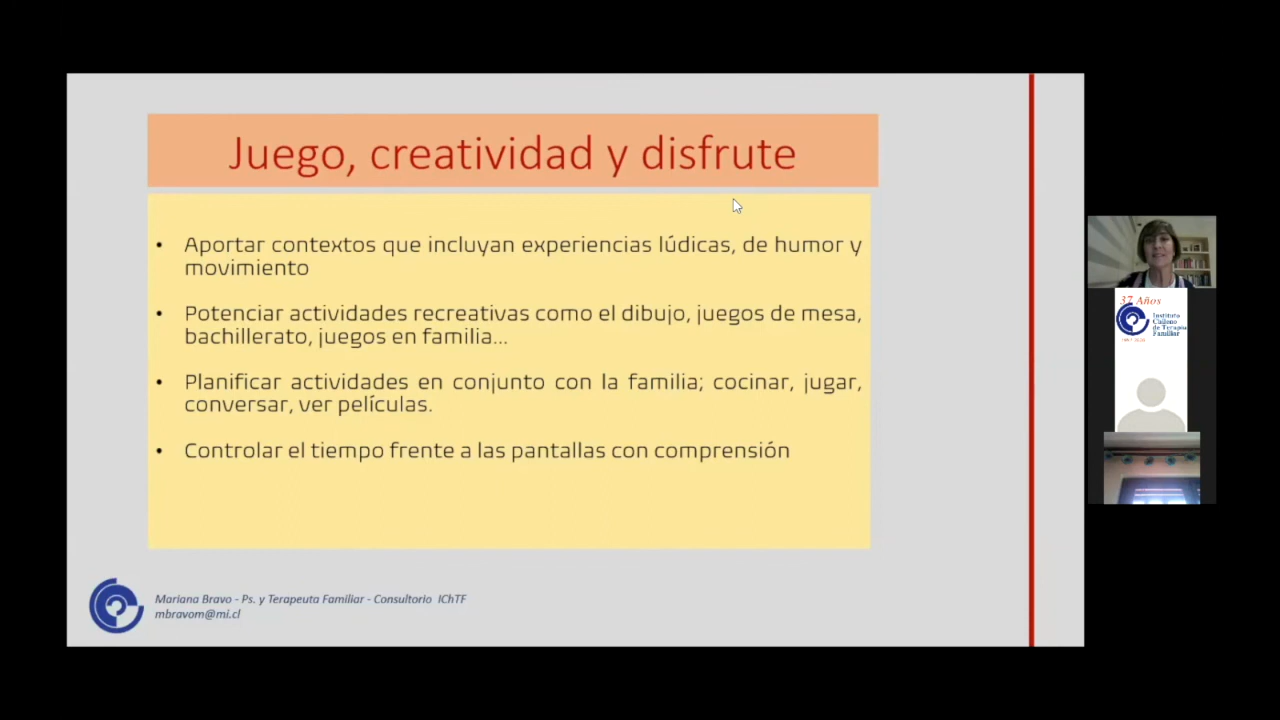 Juego, creatividad y disfrute
• Aportar contextos que incluyan experiencias lúdicas, de humor y
movimiento
• Potenciar actividades recreativas como el dibujo, juegos de mesa,
bachillerato, juegos en familia...
• Planificar actividades en conjunto con la familia; cocinar, jugar,
conversar, ver películas.
• Controlar el tiempo frente a las pantallas con comprensión
Mariana Bravo - Ps. y Terapeuta Familiar - Consultorio IChTF
mbravom@mi.cl
37 Años
Instituto
Chileno
de Terapia
Familiar